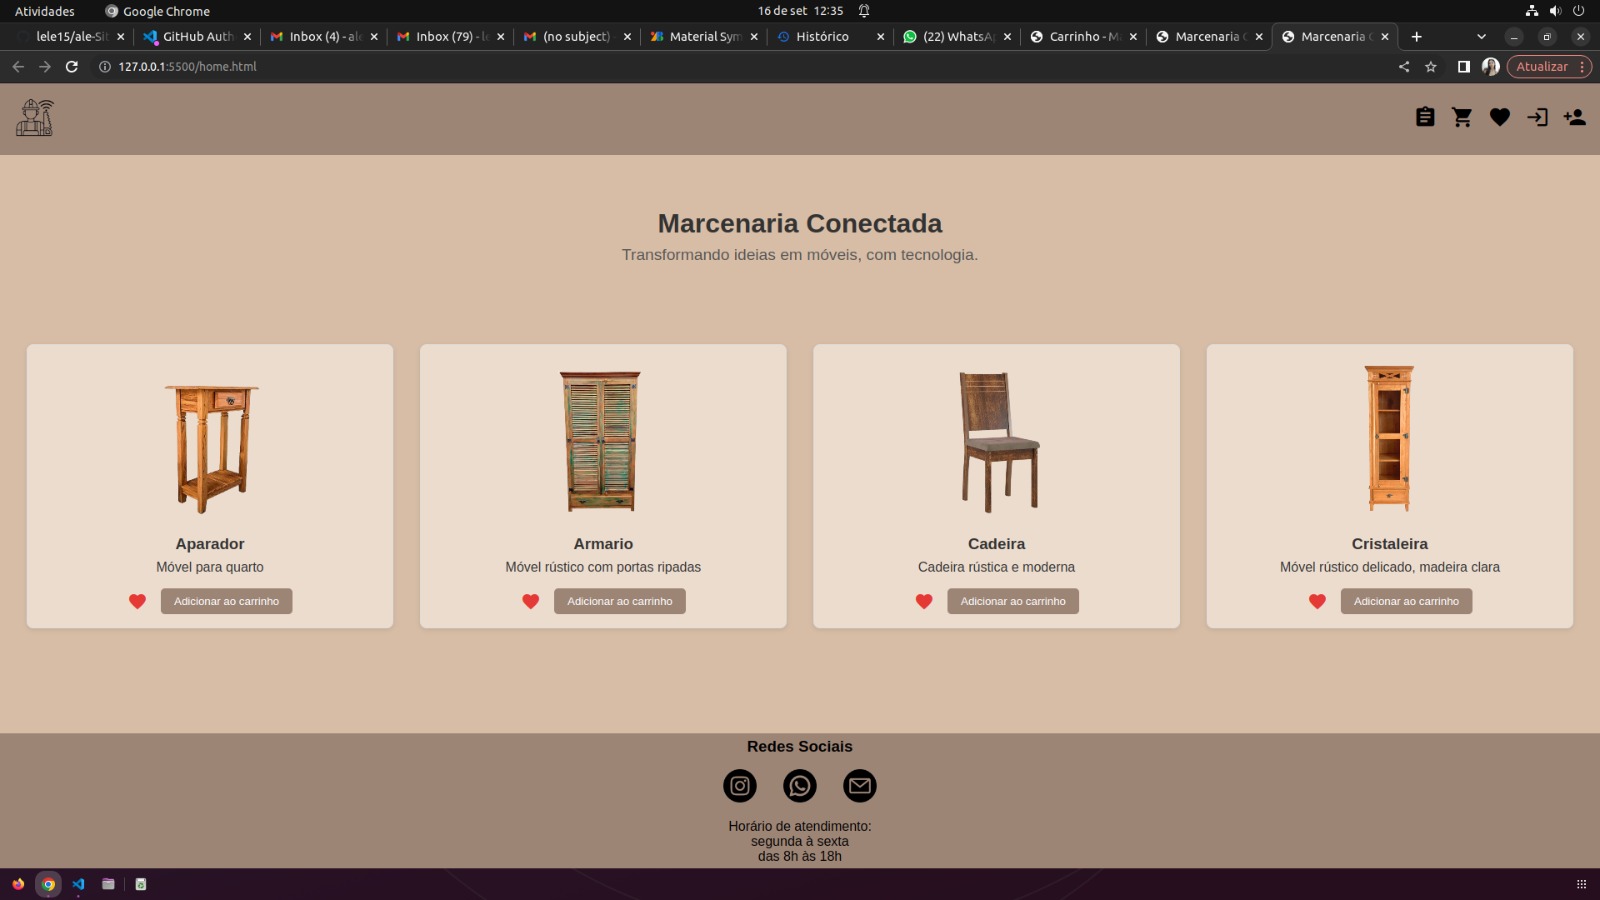 Atividades Google Chrome 16 de set 12:35
lele15/ale-Sit GitHub Auth Inbox (4) - ale Inbox (79) - le (no subject) - Material Sym Histórico (22) WhatsA Carrinho - M Marcenaria C Marcenaria C
127.0.0.1:5500/home.html Atualizar
Marcenaria Conectada
Transformando ideias em móveis, com tecnologia.
Aparador
Móvel para quarto
Adicionar ao carrinho
Armario
Móvel rústico com portas ripadas
Adicionar ao carrinho
Cadeira
Cadeira rústica e moderna
Adicionar ao carrinho
Cristaleira
Móvel rústico delicado, madeira clara
Adicionar ao carrinho
Redes Sociais
Horário de atendimento:
segunda à sexta
das 8h às 18h